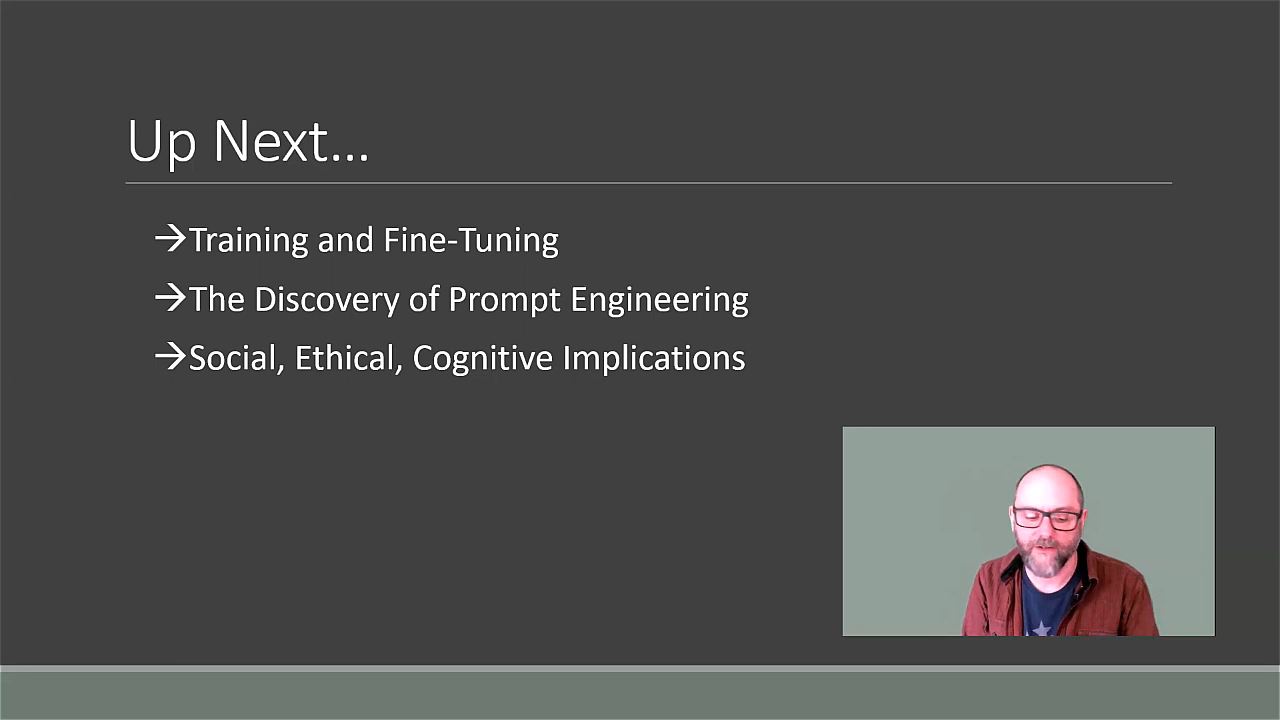 Up Next...
→Training and Fine-Tuning
→The Discovery of Prompt Engineering
→Social, Ethical, Cognitive Implications